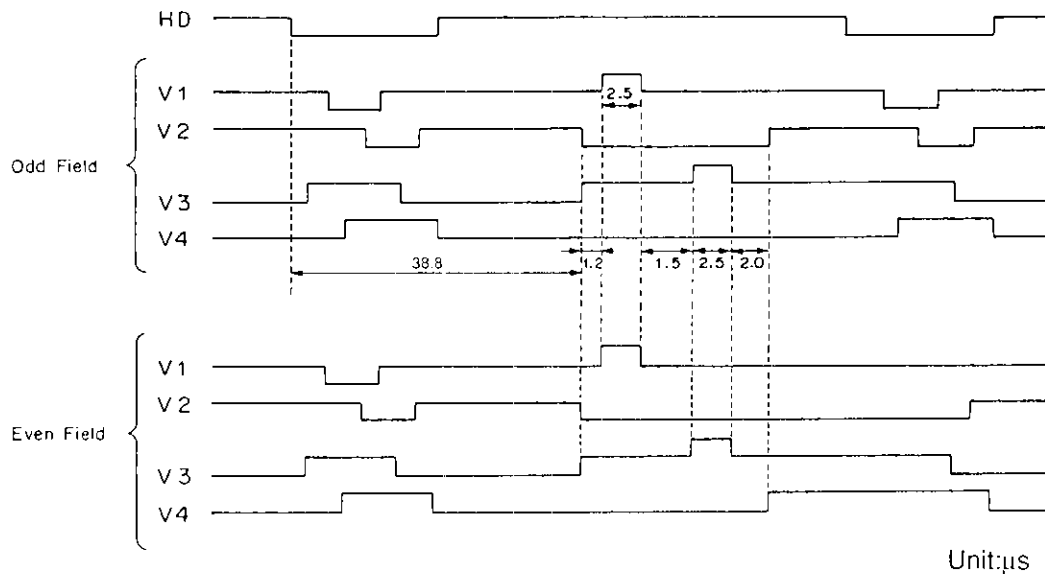 HD
Odd Field
V1
2.5
V2
V3
V4
38.8
1.2
1.5
2.5
2.0
Even Field
V1
V2
V3
V4
Unit:μs